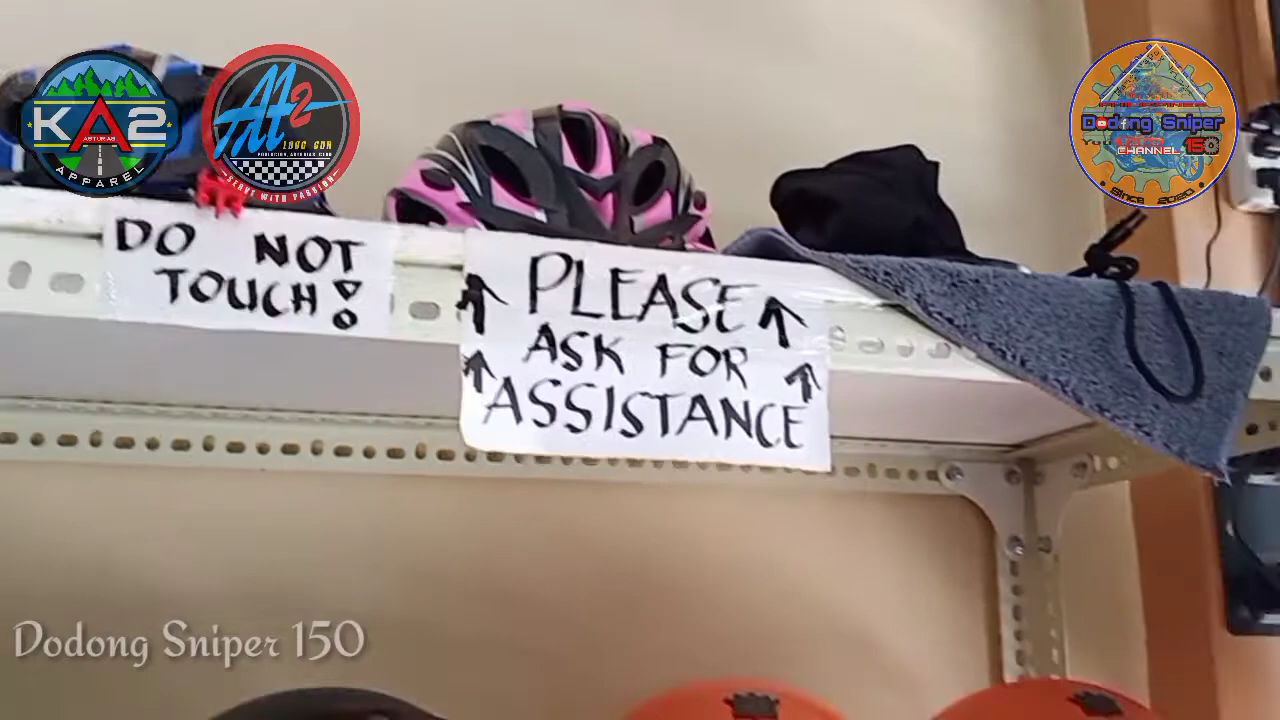 KA2
ASTURIAS
APPAREL
SERVE WITH PASSION
Dodong Sniper
CHANNEL 150
Since 2020
DO NOT
TOUCH!
PLEASE
ASK FOR
ASSISTANCE
Dodong Sniper 150